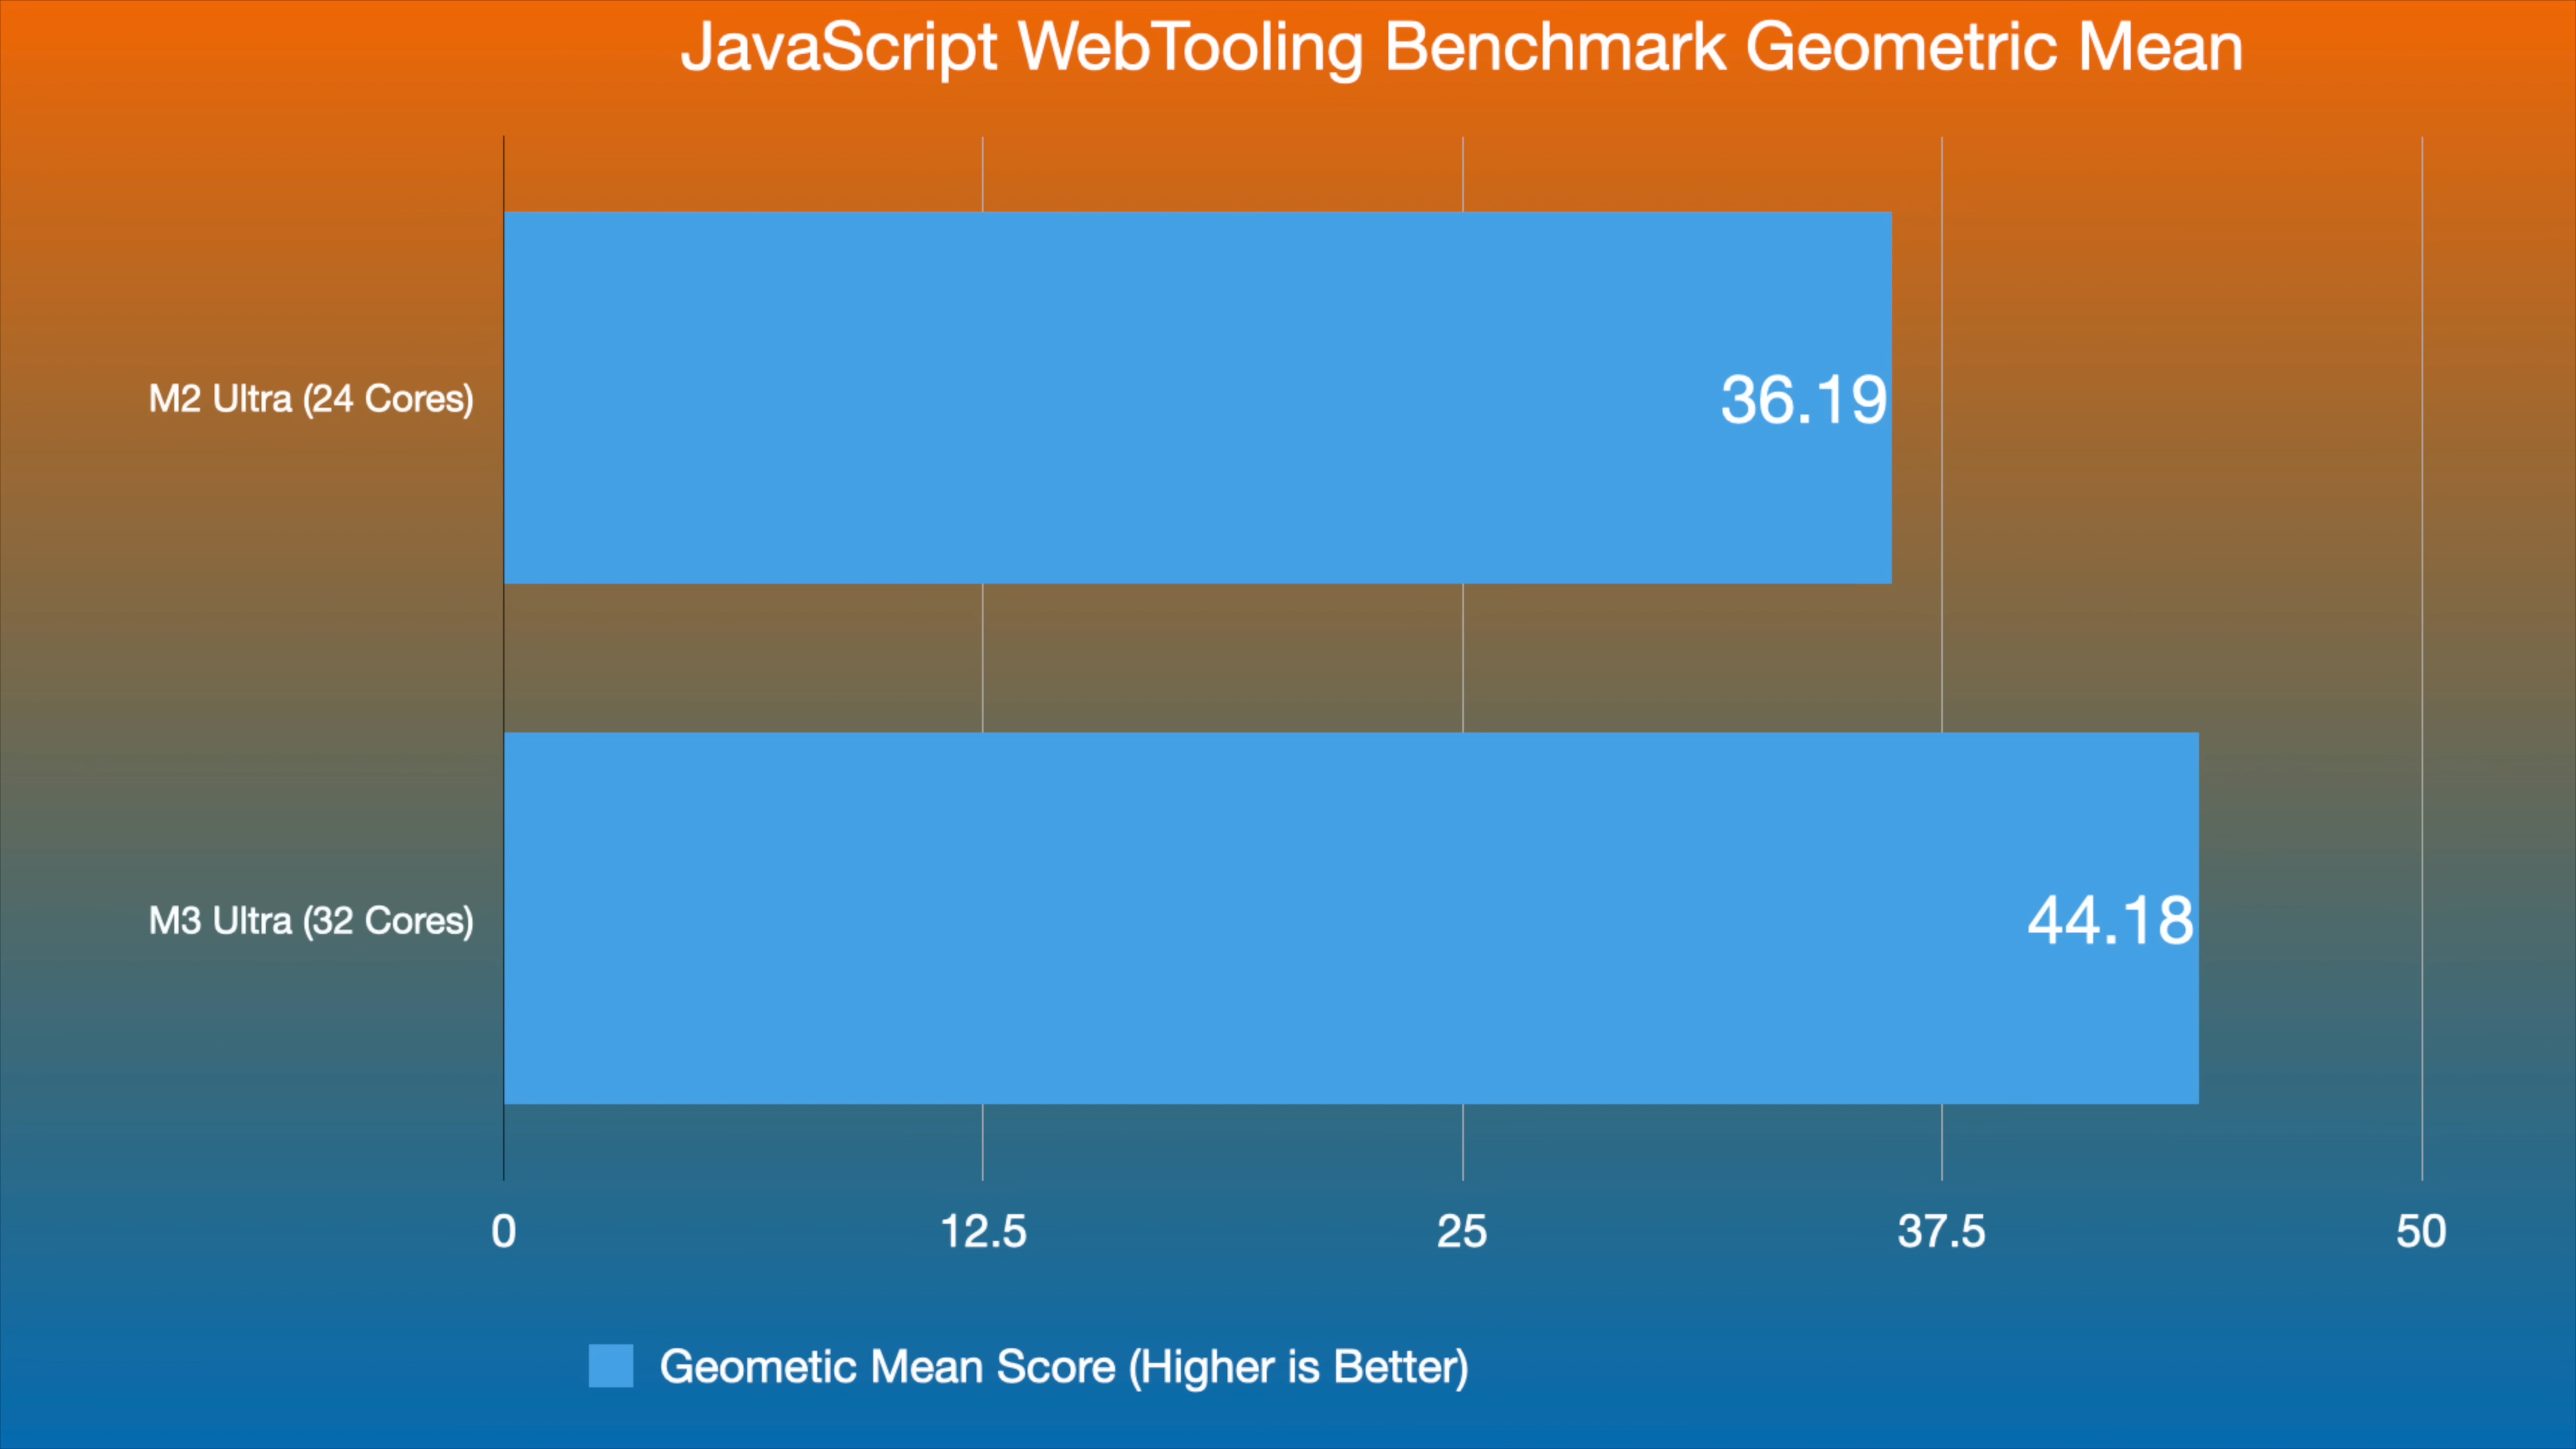 JavaScript WebTooling Benchmark Geometric Mean
M2 Ultra (24 Cores)
36.19
M3 Ultra (32 Cores)
44.18
0 12.5 25 37.5 50
Geometic Mean Score (Higher is Better)